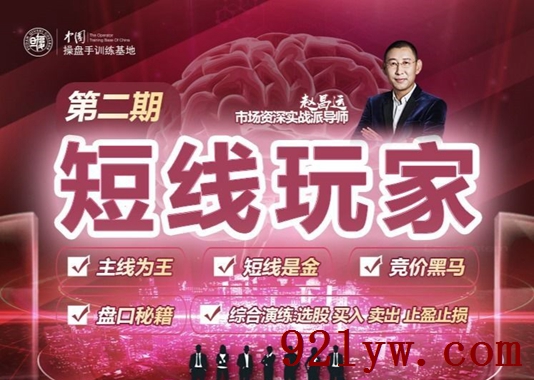 中国
The Operator
Training Base Of China
操盘手训练基地
第二期
赵昌运
市场资深实战派导师
短线玩家
主线为王
短线是金
竞价黑马
盘口秘籍
综合演练:选股 买入 卖出 止盈止损
921yw.com